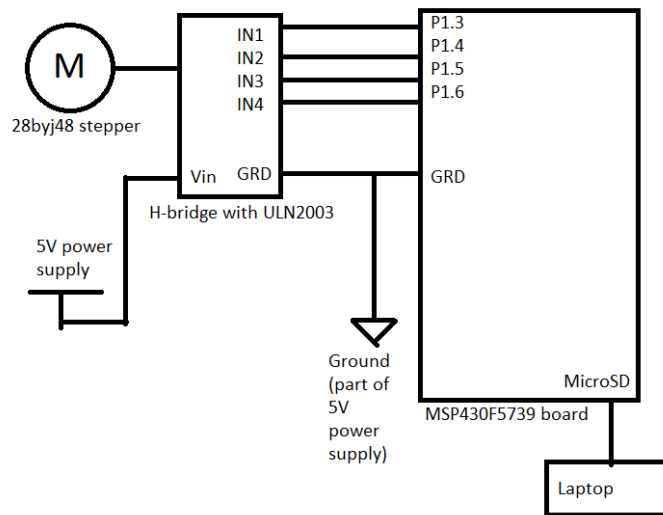 M
28byj48 stepper
IN1
IN2
IN3
IN4
Vin
GRD
H-bridge with ULN2003
5V power
supply
P1.3
P1.4
P1.5
P1.6
GRD
Ground
(part of
5V
power
supply)
MicroSD
MSP430F5739 board
Laptop